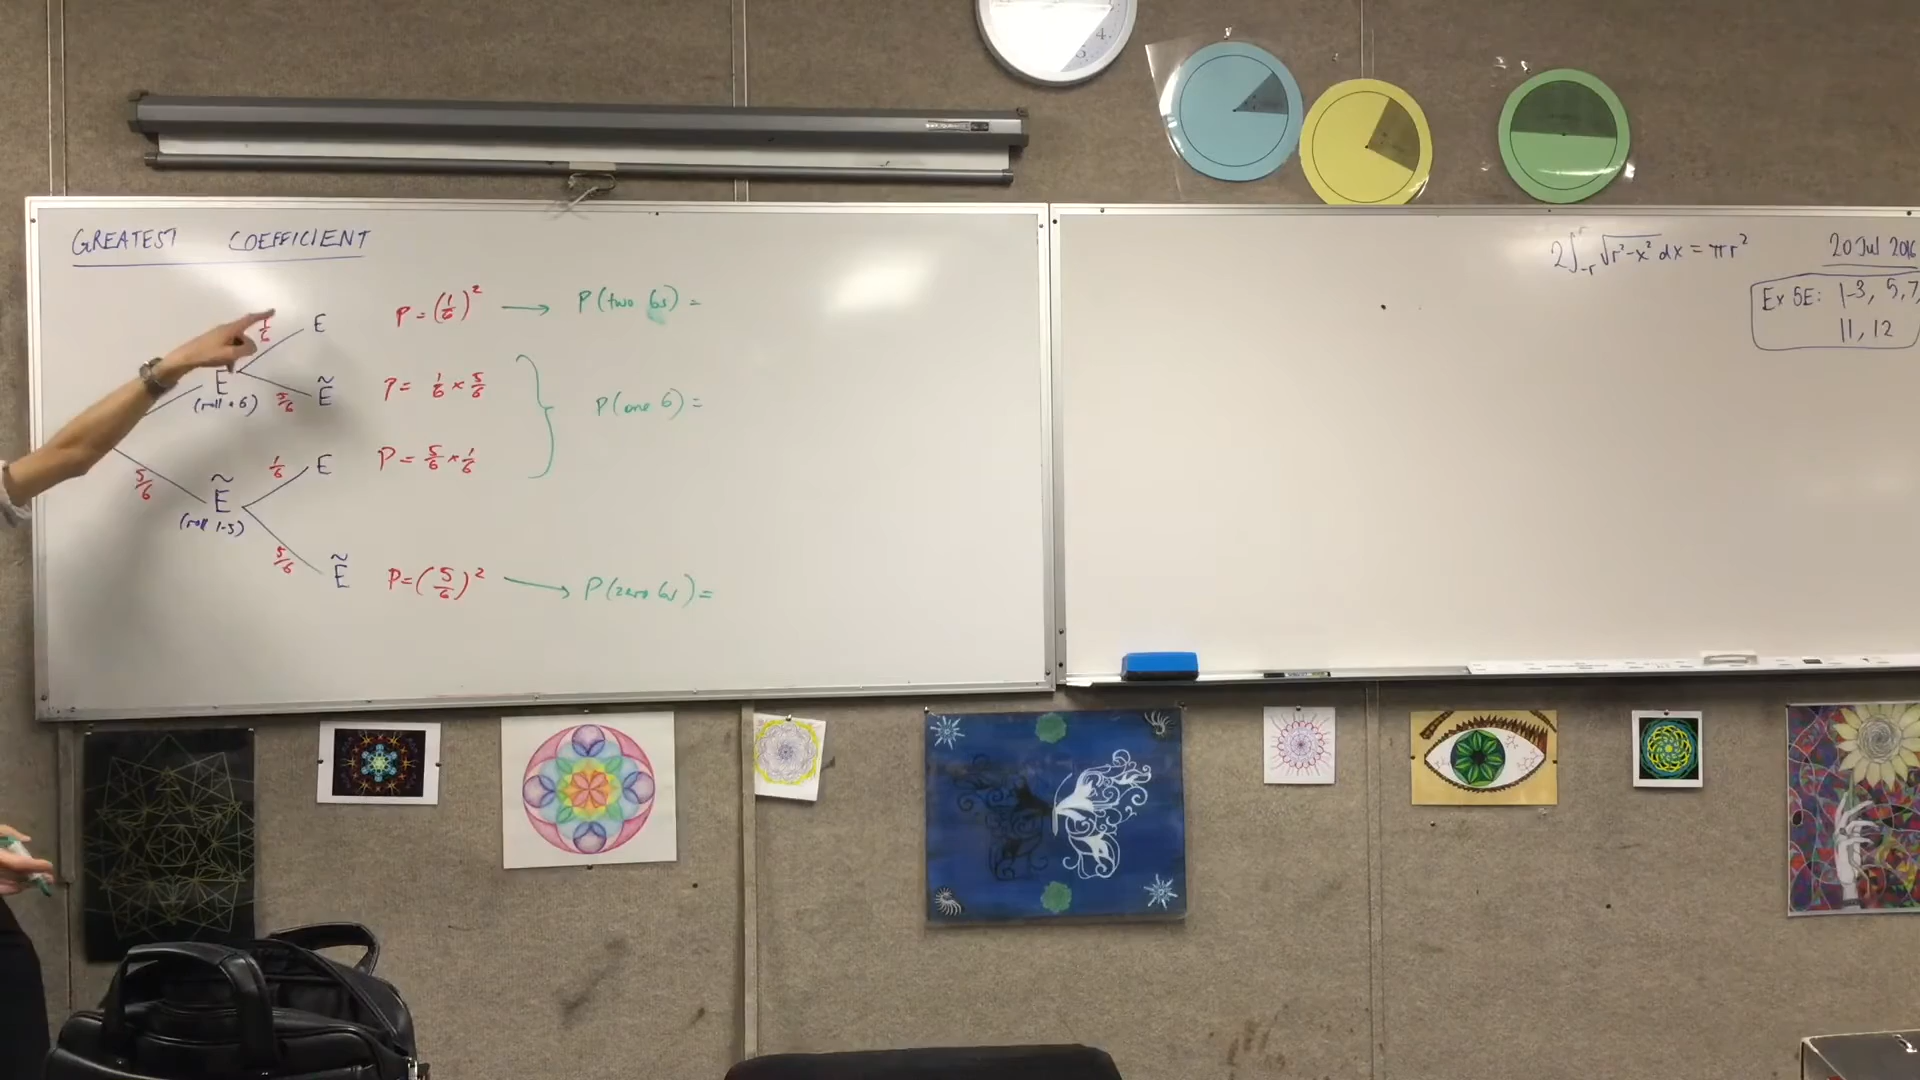 GREATEST COEFFICIENT
1/6 E P = (1/6)² → P(two 6s) =
E
(roll a 6)
5/6 Ẽ P = 1/6 × 5/6
P(one 6) =
1/6 E P = 5/6 × 1/6
5/6 Ẽ
(roll 1-5)
5/6 Ẽ P = (5/6)² → P(zero 6s) =
2∫₋ᵣʳ √(r²-x²) dx = πr²
20 Jul 2016
Ex 5E: 1-3, 5, 7,
11, 12
4
5